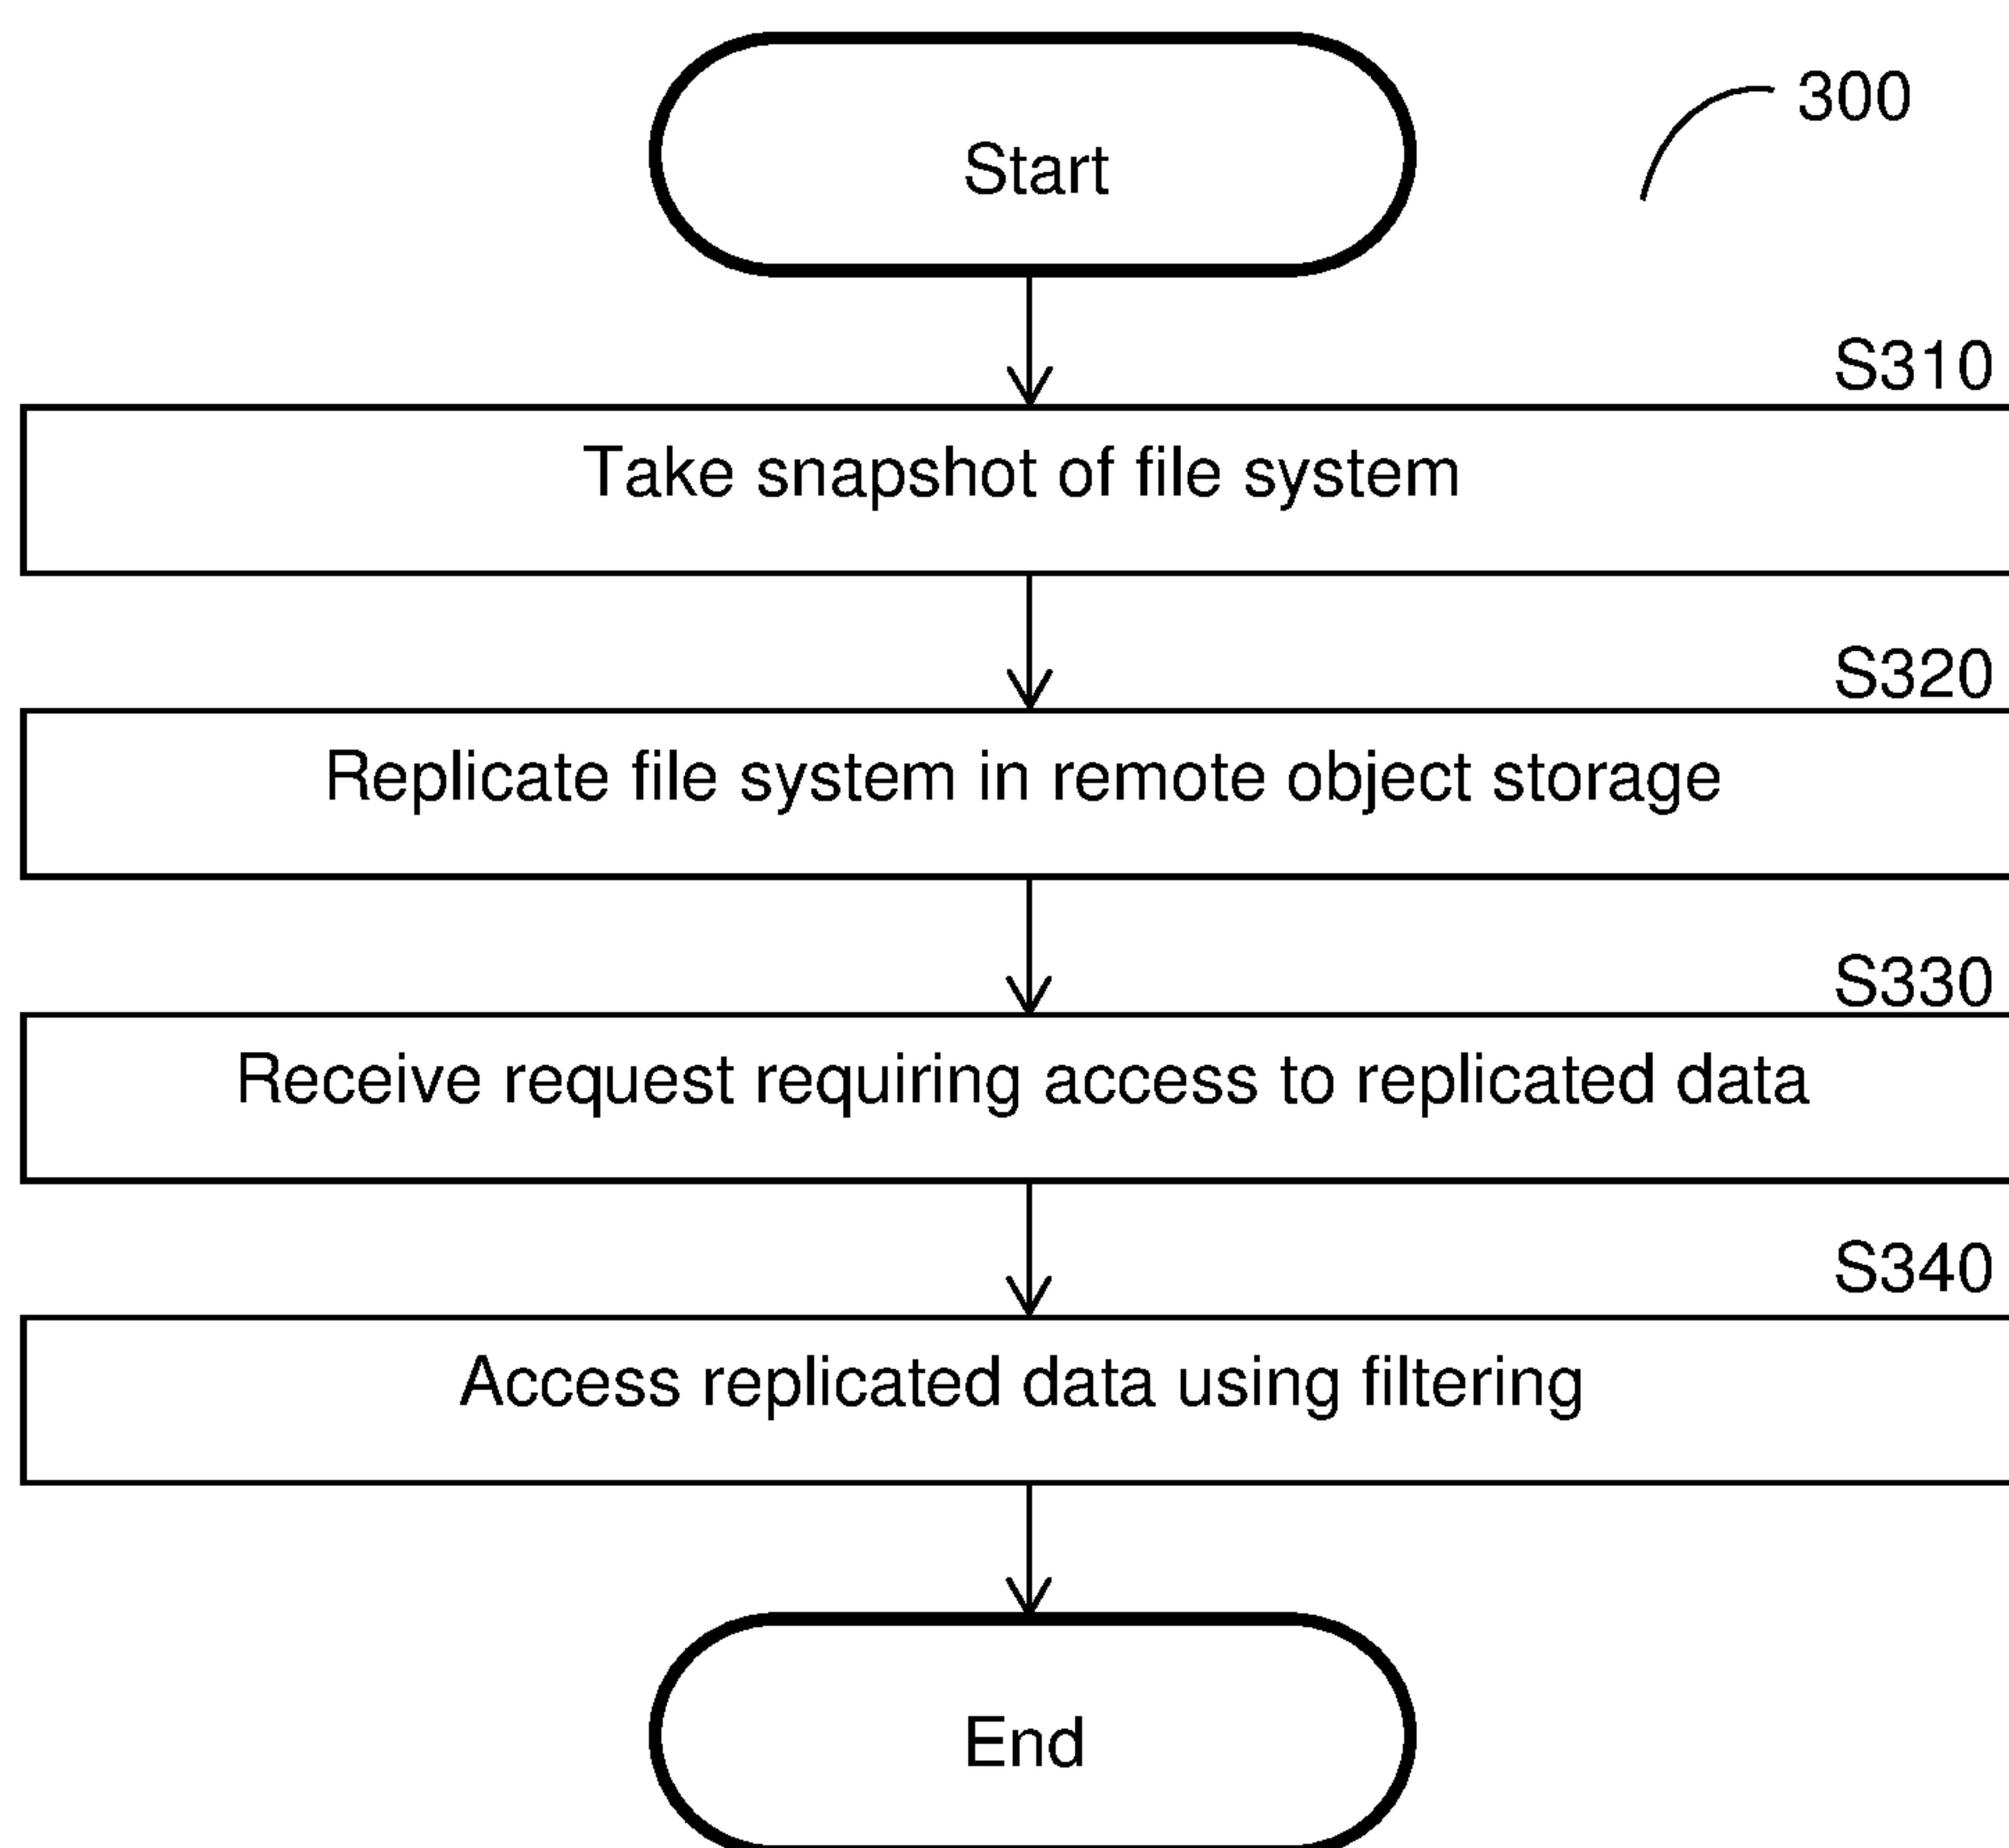 Start
300
S310
Take snapshot of file system
S320
Replicate file system in remote object storage
S330
Receive request requiring access to replicated data
S340
Access replicated data using filtering
End